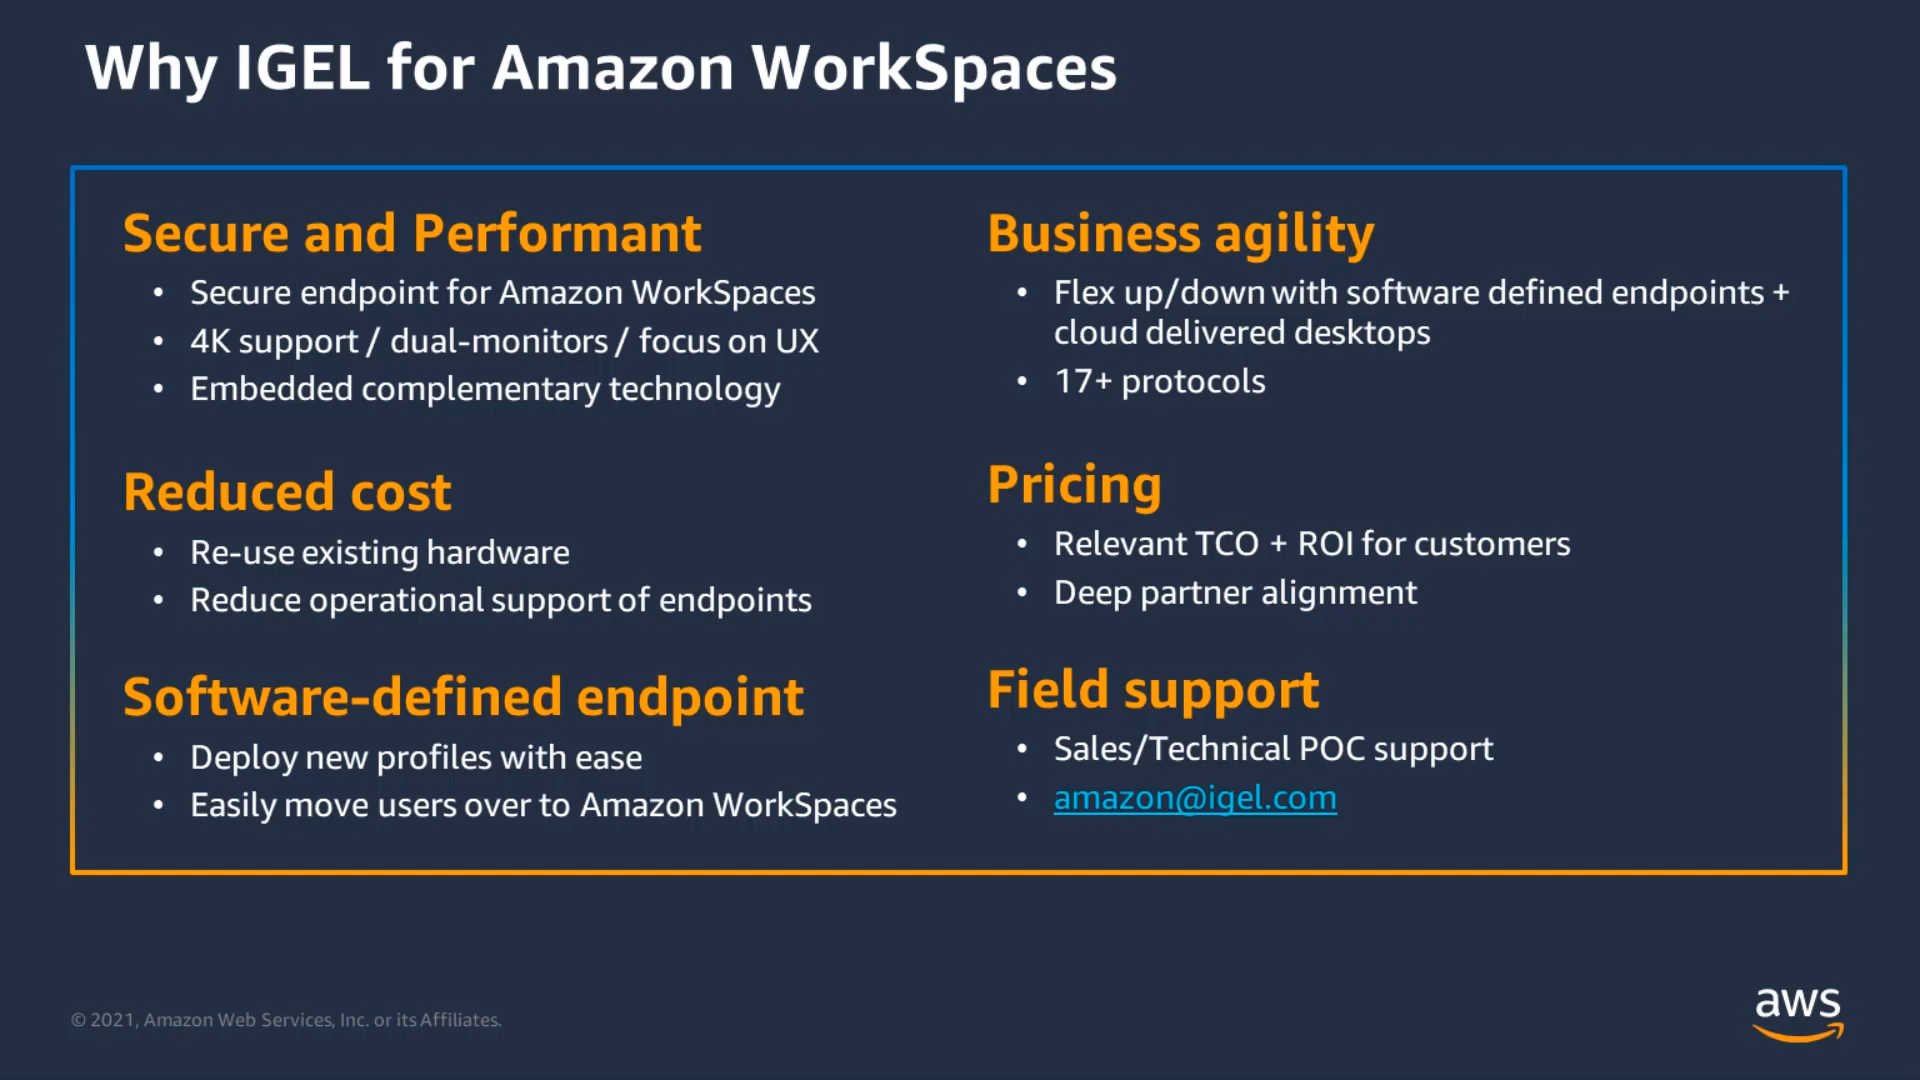 Why IGEL for Amazon WorkSpaces
Secure and Performant
• Secure endpoint for Amazon WorkSpaces
• 4K support / dual-monitors / focus on UX
• Embedded complementary technology
Reduced cost
• Re-use existing hardware
• Reduce operational support of endpoints
Software-defined endpoint
• Deploy new profiles with ease
• Easily move users over to Amazon WorkSpaces
Business agility
• Flex up/down with software defined endpoints +
cloud delivered desktops
• 17+ protocols
Pricing
• Relevant TCO + ROI for customers
• Deep partner alignment
Field support
• Sales/Technical POC support
• amazon@igel.com
© 2021, Amazon Web Services, Inc. or its Affiliates.
aws